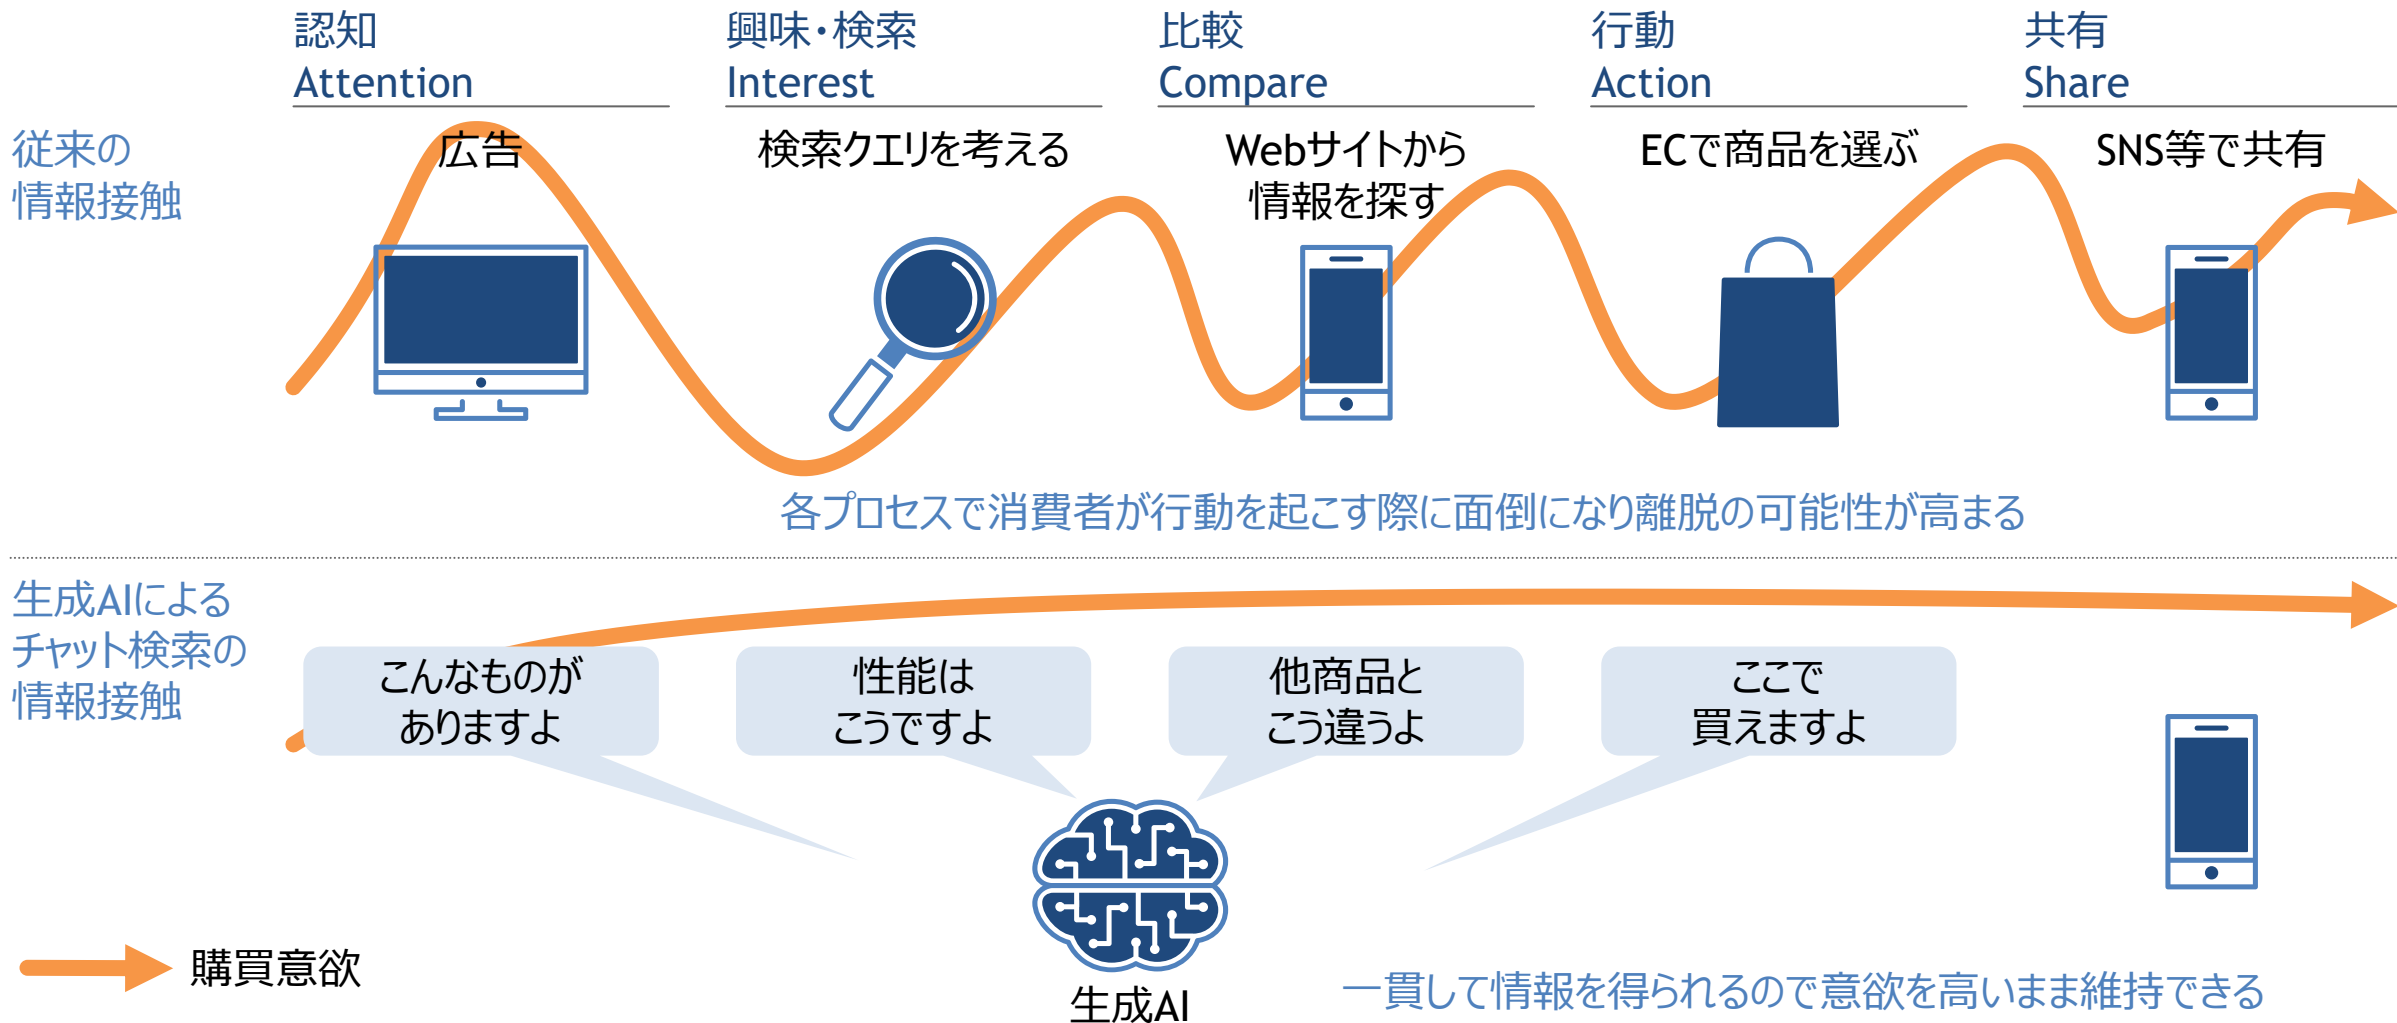 認知
Attention
興味・検索
Interest
比較
Compare
行動
Action
共有
Share
従来の
情報接触
広告
検索クエリを考える
Webサイトから
情報を探す
ECで商品を選ぶ
SNS等で共有
各プロセスで消費者が行動を起こす際に面倒になり離脱の可能性が高まる
生成AIによる
チャット検索の
情報接触
こんなものが
ありますよ
性能は
こうですよ
他商品と
こう違うよ
ここで
買えますよ
購買意欲
生成AI
一貫して情報を得られるので意欲を高いまま維持できる